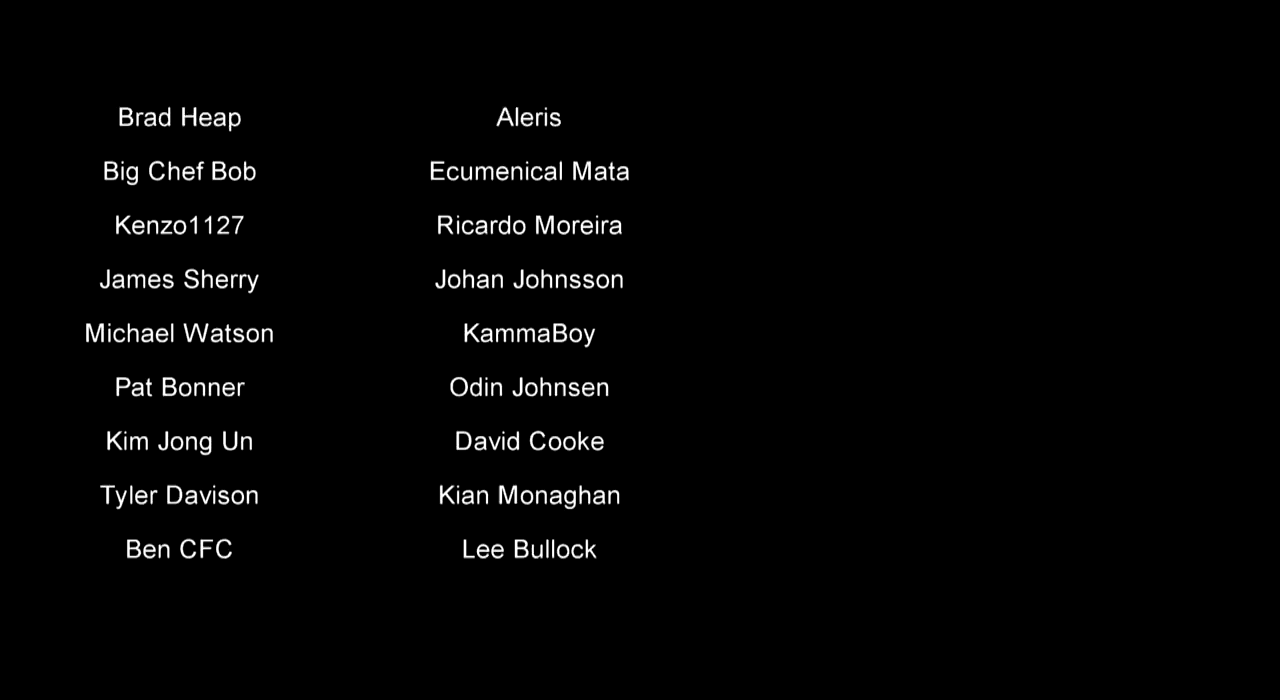 Brad Heap
Big Chef Bob
Kenzo1127
James Sherry
Michael Watson
Pat Bonner
Kim Jong Un
Tyler Davison
Ben CFC
Aleris
Ecumenical Mata
Ricardo Moreira
Johan Johnsson
KammaBoy
Odin Johnsen
David Cooke
Kian Monaghan
Lee Bullock